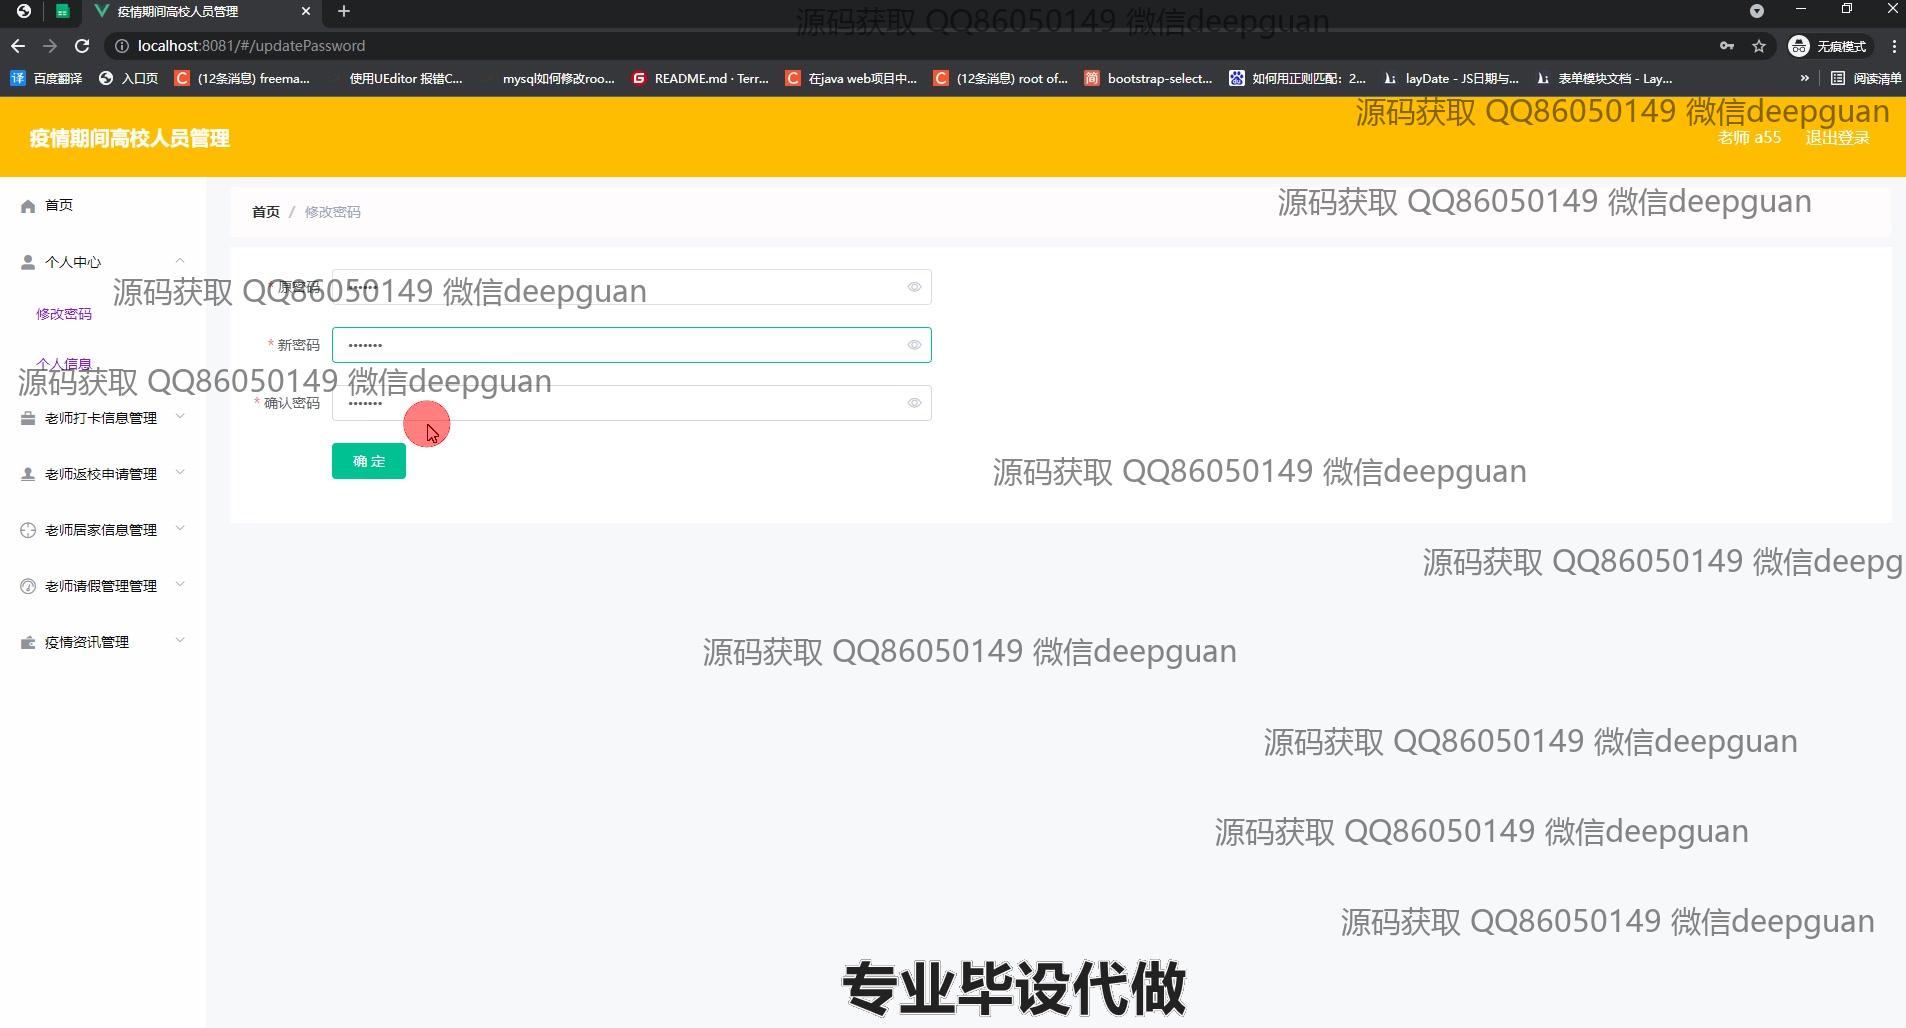 疫情期间高校人员管理
源码获取 QQ86050149 微信deepguan
localhost:8081/#/updatePassword
无痕模式
百度翻译 入口页 (12条消息) freema... 使用UEditor 报错C... mysql如何修改roo... README.md · Terr... 在java web项目中... (12条消息) root of... bootstrap-select... 如何用正则匹配：2... layDate - JS日期与... 表单模块文档 - Lay... » 阅读清单
源码获取 QQ86050149 微信deepguan
疫情期间高校人员管理
老师 a55 退出登录
源码获取 QQ86050149 微信deepguan
首页
首页 / 修改密码
个人中心
* 原密码
源码获取 QQ86050149 微信deepguan
修改密码
* 新密码
个人信息
源码获取 QQ86050149 微信deepguan
* 确认密码
老师打卡信息管理
确定
老师返校申请管理
源码获取 QQ86050149 微信deepguan
老师居家信息管理
源码获取 QQ86050149 微信deepg
老师请假管理管理
疫情资讯管理
源码获取 QQ86050149 微信deepguan
源码获取 QQ86050149 微信deepguan
源码获取 QQ86050149 微信deepguan
源码获取 QQ86050149 微信deepguan
专业毕设代做